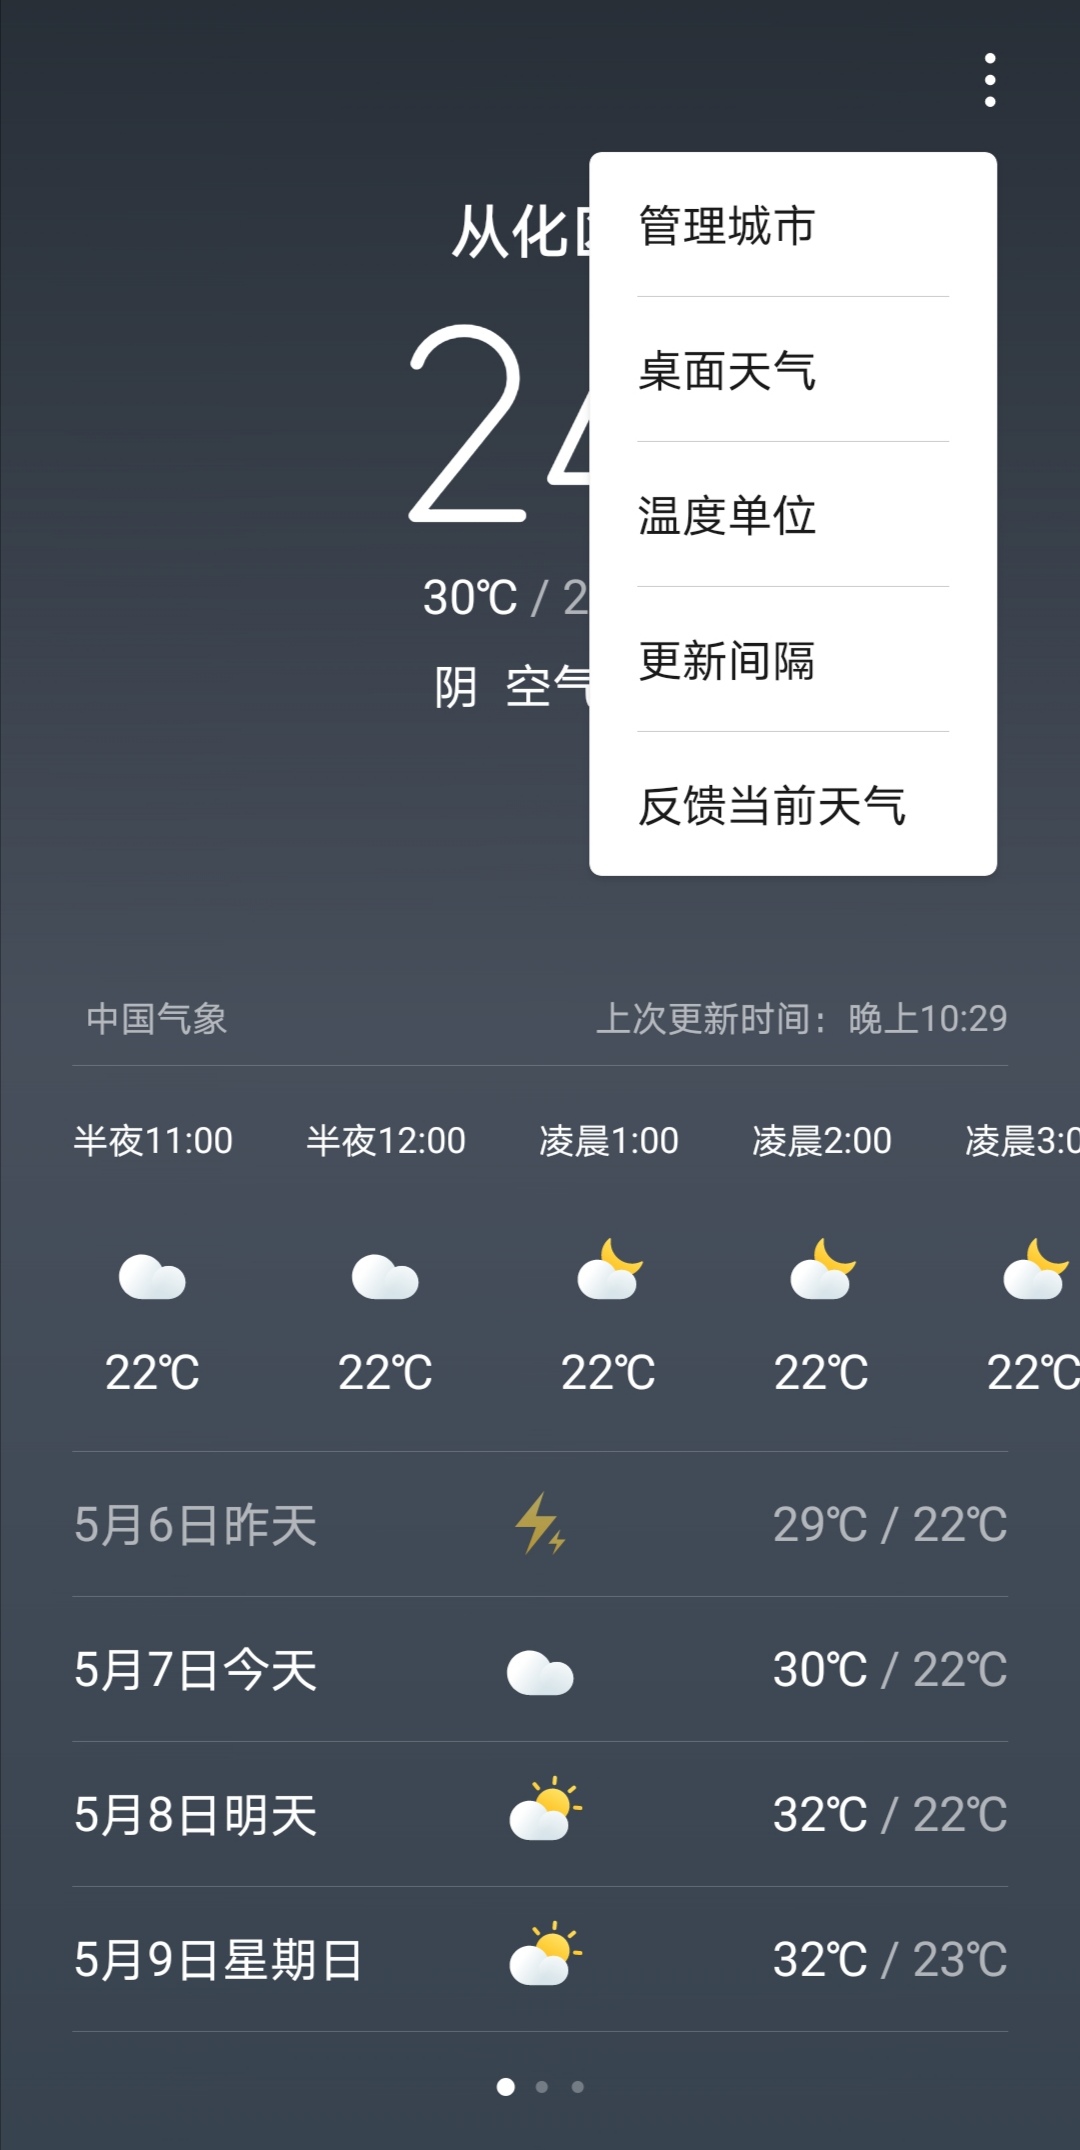 从化
管理城市
桌面天气
24
温度单位
30℃ / 2
更新间隔
阴 空气
反馈当前天气
中国气象
上次更新时间：晚上10:29
半夜11:00 半夜12:00 凌晨1:00 凌晨2:00 凌晨3:0
22℃ 22℃ 22℃ 22℃ 22℃
5月6日昨天 29℃ / 22℃
5月7日今天 30℃ / 22℃
5月8日明天 32℃ / 22℃
5月9日星期日 32℃ / 23℃